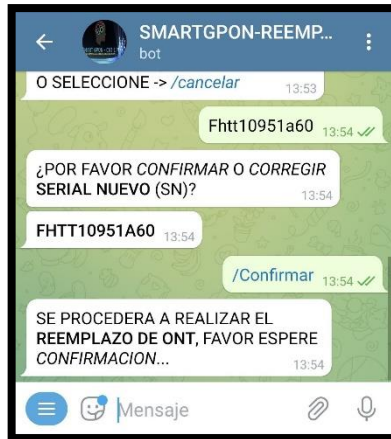 SMARTGPON-REEMP...
bot
O SELECCIONE -> /cancelar 13:53
Fhtt10951a60 13:54
¿POR FAVOR CONFIRMAR O CORREGIR
SERIAL NUEVO (SN)? 13:54
FHTT10951A60 13:54
/Confirmar 13:54
SE PROCEDERA A REALIZAR EL
REEMPLAZO DE ONT, FAVOR ESPERE
CONFIRMACION... 13:54
Mensaje